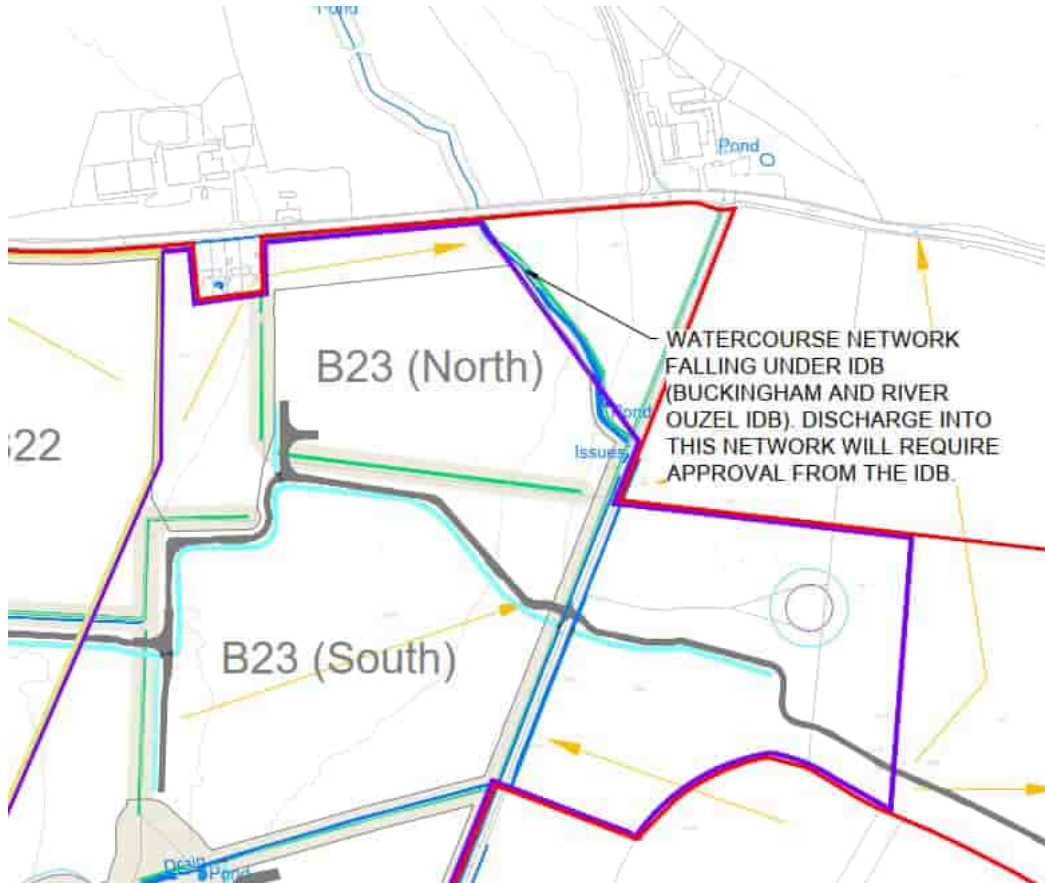 Pond
Pond
WATERCOURSE NETWORK
FALLING UNDER IDB
(BUCKINGHAM AND RIVER
OUZEL IDB). DISCHARGE INTO
THIS NETWORK WILL REQUIRE
APPROVAL FROM THE IDB.
B23 (North)
Pond
322
Issues
B23 (South)
Drain
Pond